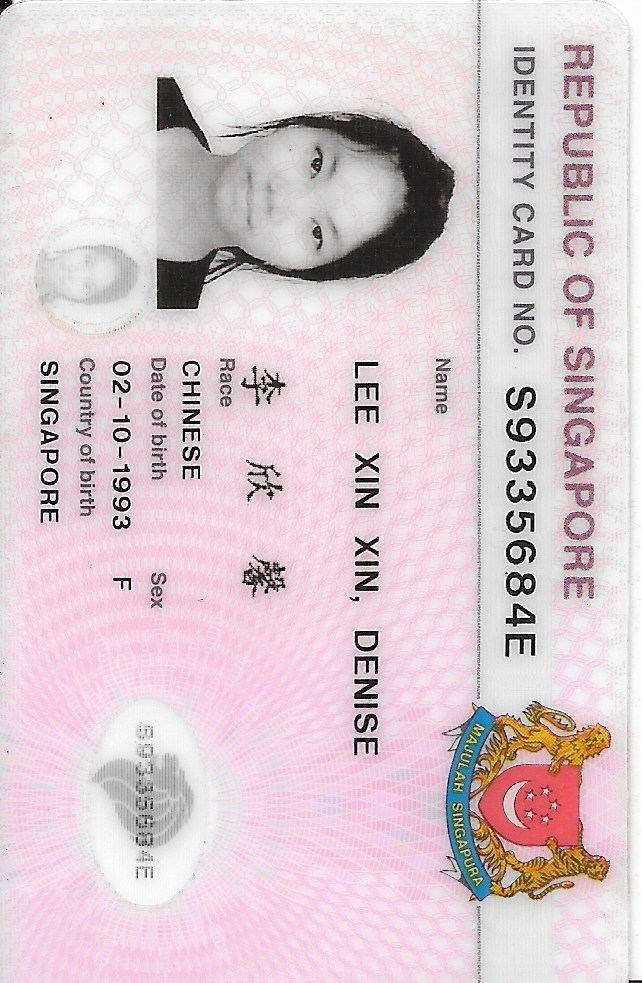 REPUBLIC OF SINGAPORE
IDENTITY CARD NO. S9335684E
MAJULAH SINGAPURA
Name
LEE XIN XIN, DENISE
李 欣 馨
Race
CHINESE
Date of birth Sex
02-10-1993 F
Country of birth
SINGAPORE
S9335684E